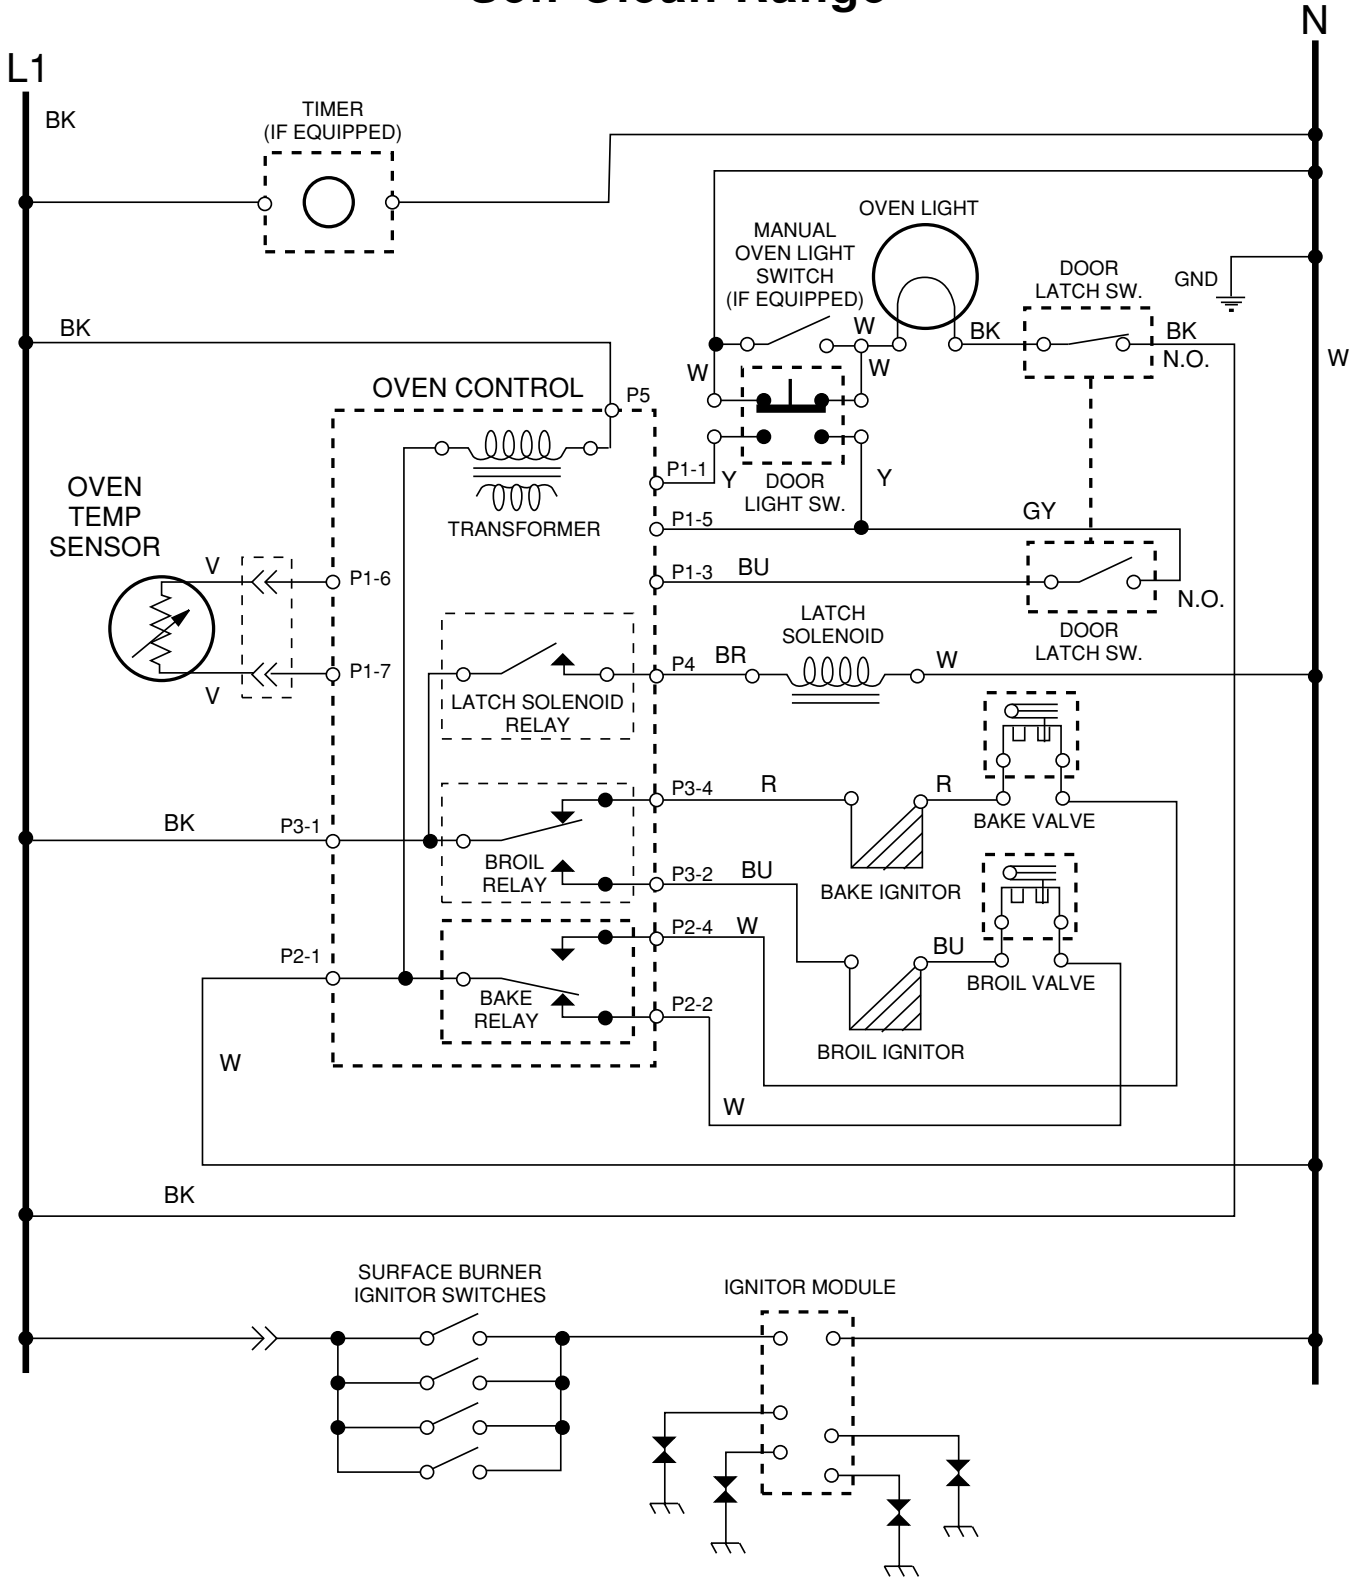 N
L1
BK
TIMER
(IF EQUIPPED)
OVEN LIGHT
MANUAL
OVEN LIGHT
SWITCH
(IF EQUIPPED)
DOOR
LATCH SW.
GND
BK
W
BK
BK
N.O.
W
W
W
OVEN CONTROL
P5
P1-1
Y
DOOR
LIGHT SW.
Y
OVEN
TEMP
SENSOR
TRANSFORMER
P1-5
GY
V
P1-6
P1-3
BU
N.O.
DOOR
LATCH SW.
LATCH
SOLENOID
P1-7
V
P4
BR
W
LATCH SOLENOID
RELAY
P3-4
R
R
BAKE VALVE
BK
P3-1
BROIL
RELAY
P3-2
BU
BAKE IGNITOR
P2-4
W
BU
BROIL VALVE
P2-1
BAKE
RELAY
P2-2
BROIL IGNITOR
W
W
BK
SURFACE BURNER
IGNITOR SWITCHES
IGNITOR MODULE